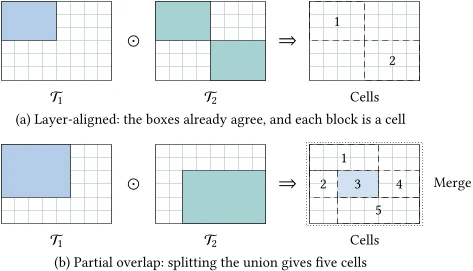 1
⊙ ⇒
2
𝒯₁ 𝒯₂ Cells
(a) Layer-aligned: the boxes already agree, and each block is a cell
1
⊙ ⇒ 2 3 4 Merge
5
𝒯₁ 𝒯₂ Cells
(b) Partial overlap: splitting the union gives five cells